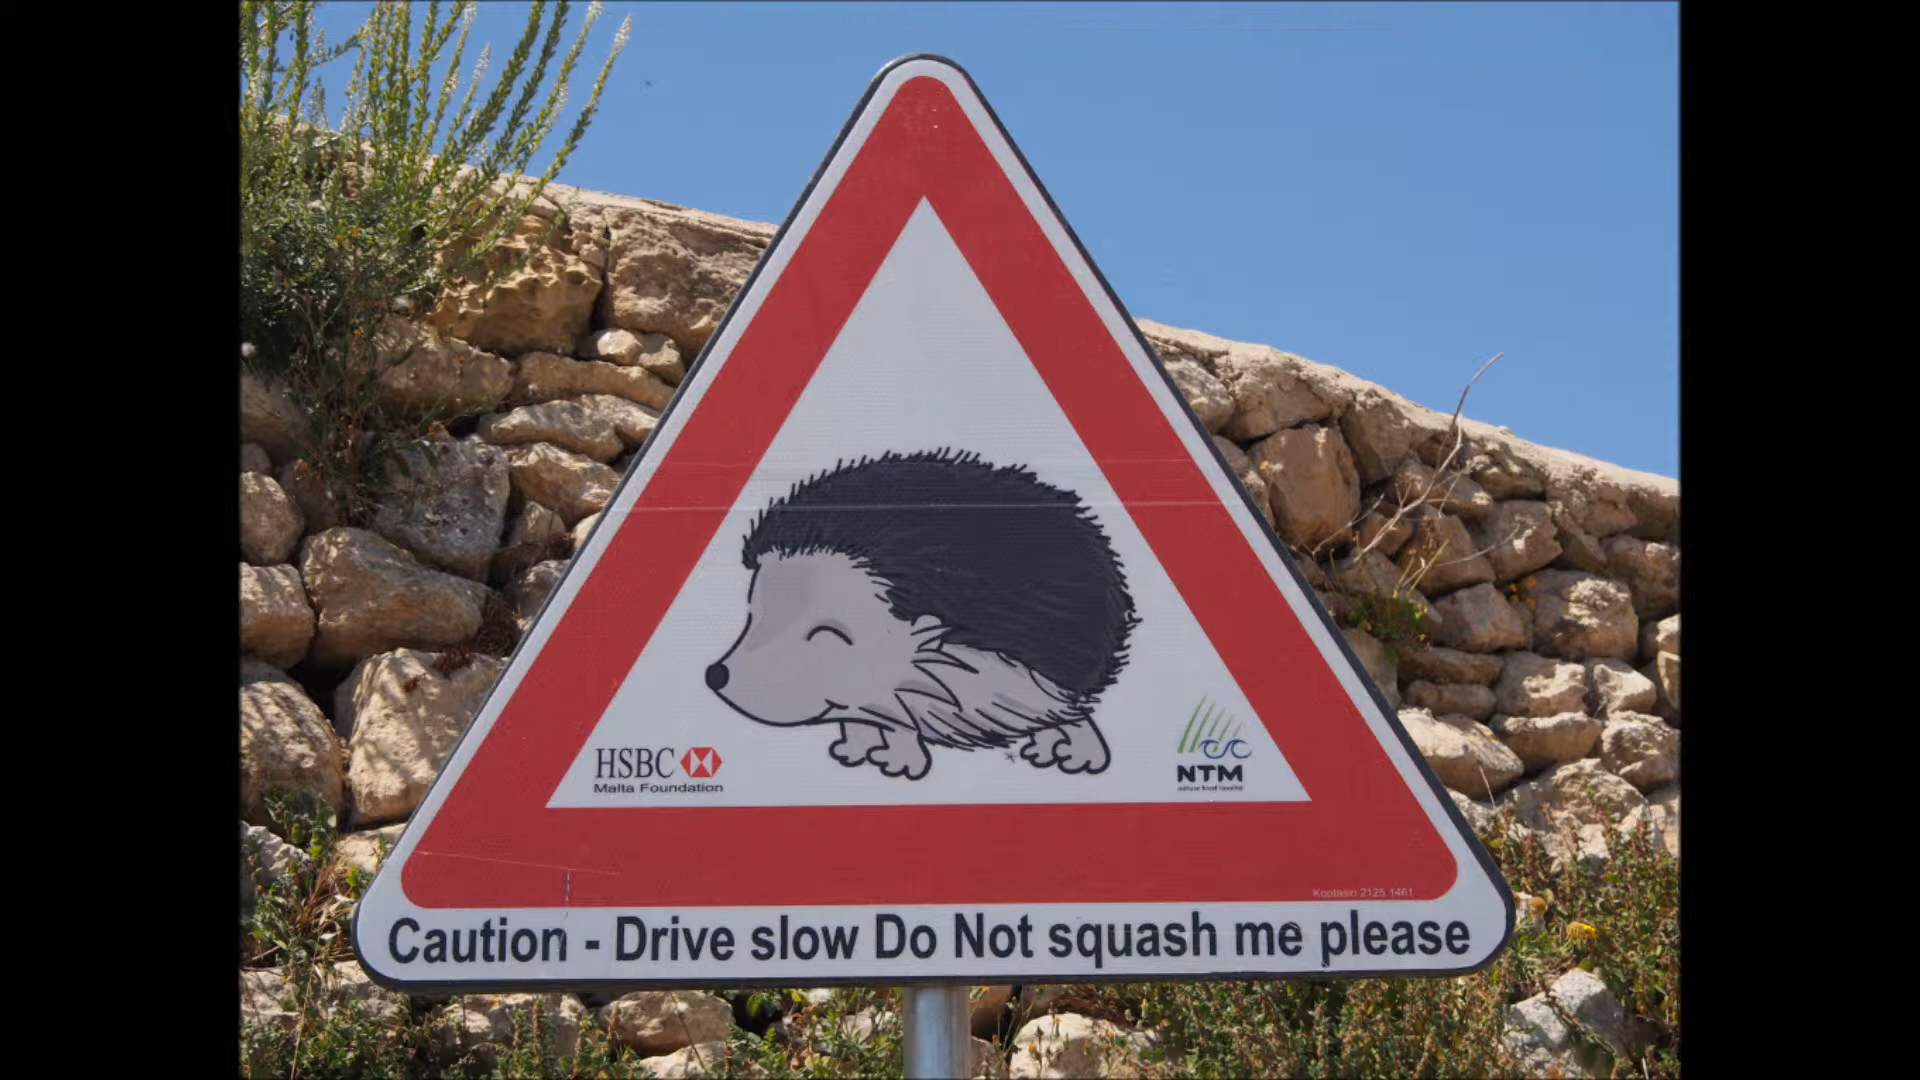 HSBC
Malta Foundation
NTM
Caution - Drive slow Do Not squash me please